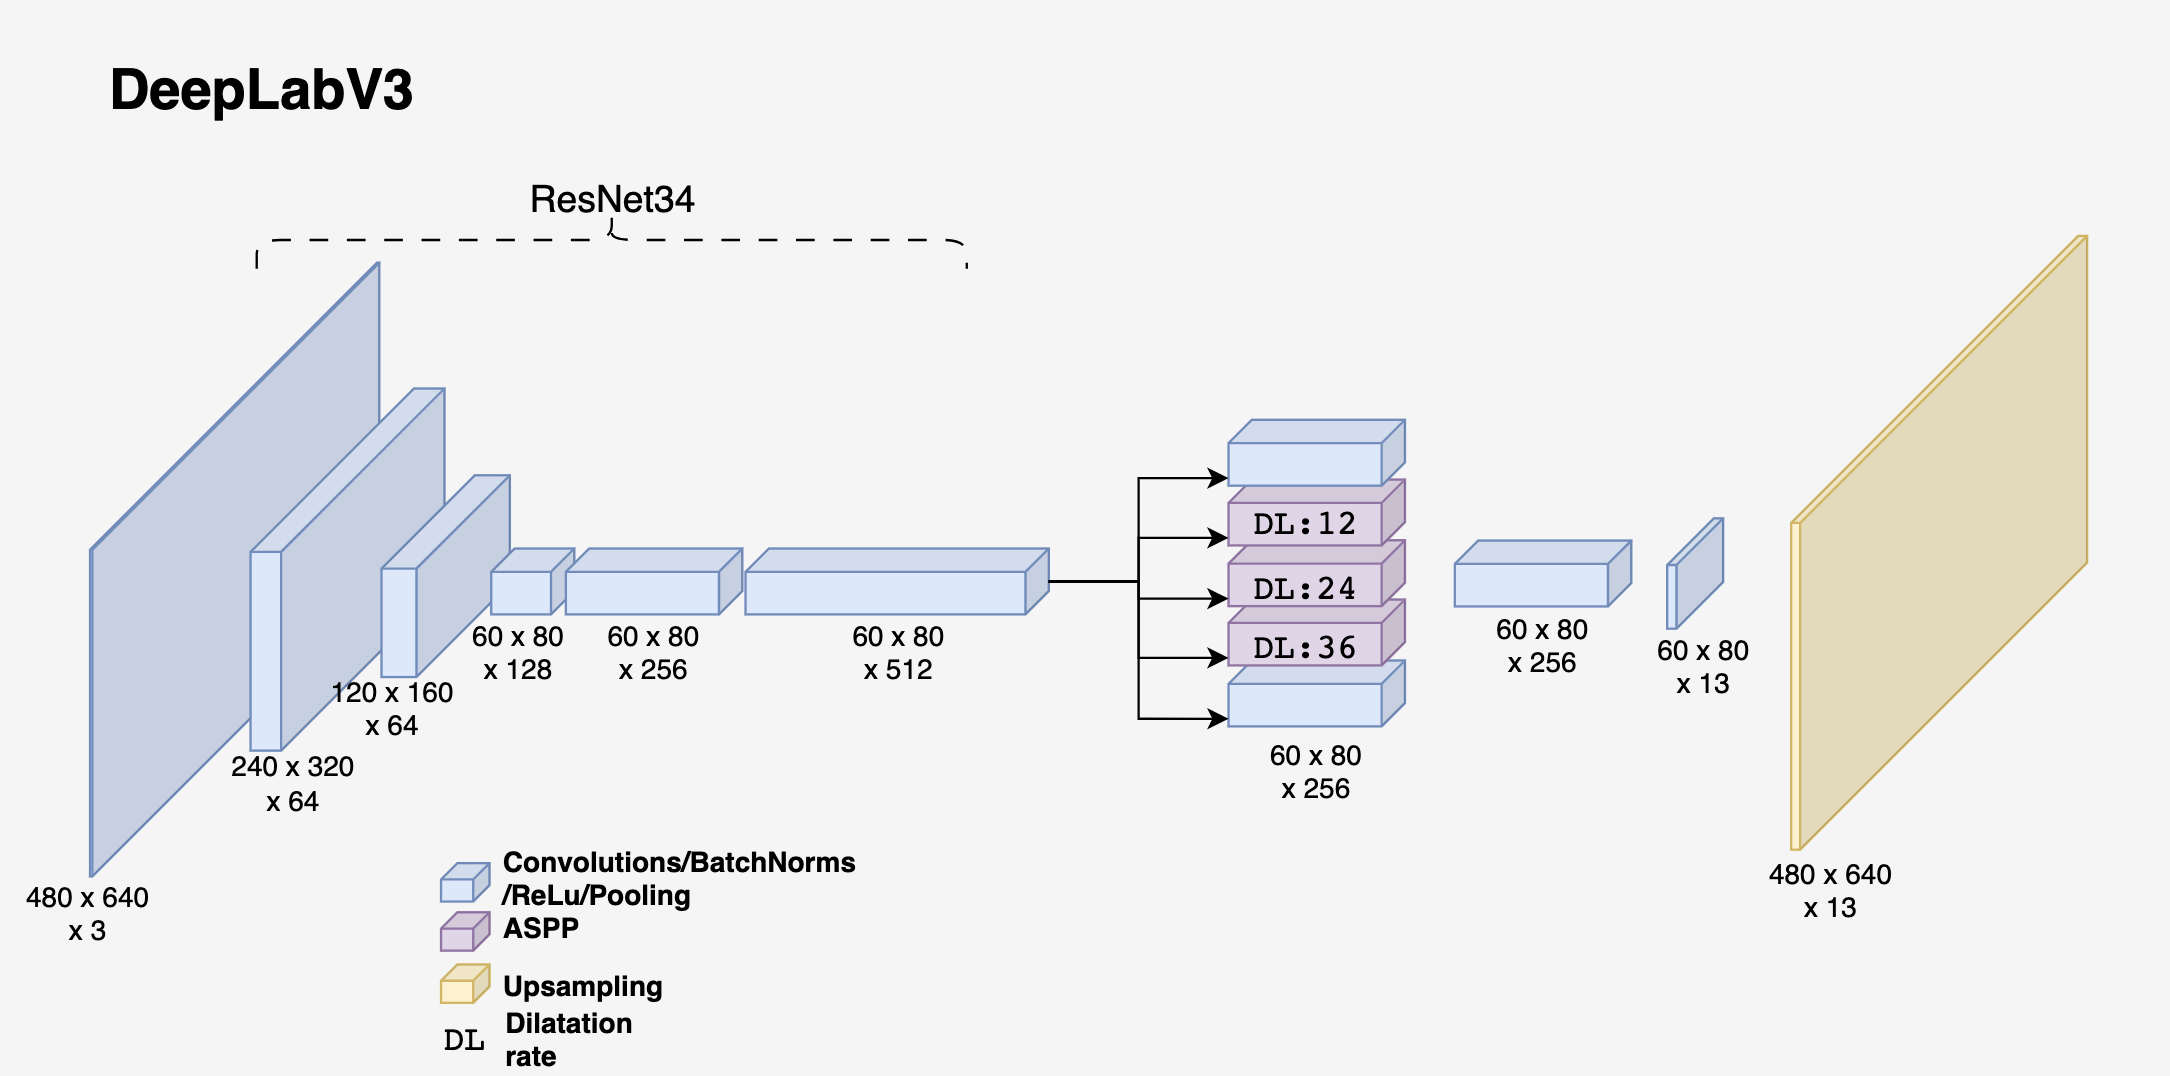 DeepLabV3
ResNet34
480 x 640
x 3
240 x 320
x 64
120 x 160
x 64
60 x 80
x 128
60 x 80
x 256
60 x 80
x 512
DL:12
DL:24
DL:36
60 x 80
x 256
60 x 80
x 256
60 x 80
x 13
480 x 640
x 13
Convolutions/BatchNorms
/ReLu/Pooling
ASPP
Upsampling
DL
Dilatation
rate